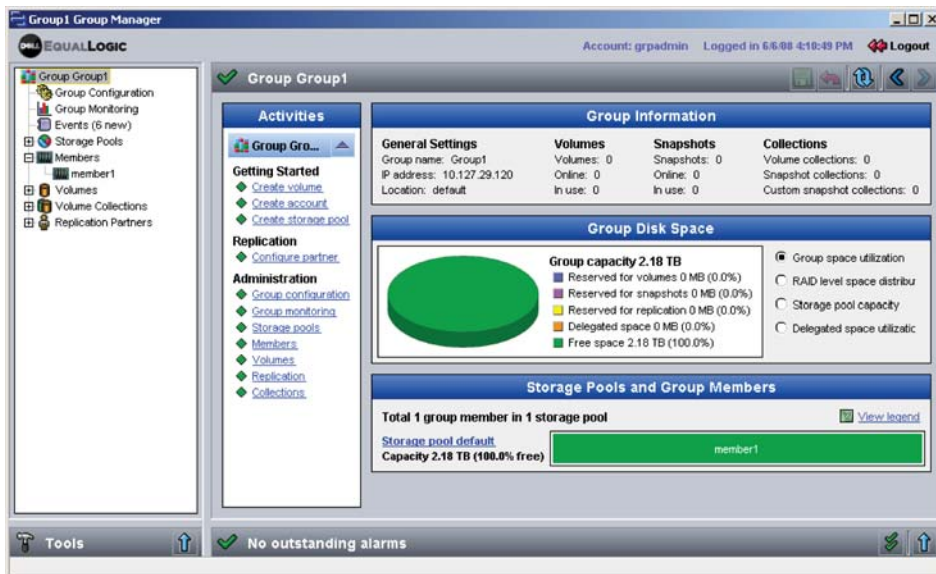 Group1 Group Manager
DELL EQUALLOGIC
Account: grpadmin Logged in 6/6/08 4:10:49 PM Logout
Group Group1
Group Configuration
Group Monitoring
Events (6 new)
Storage Pools
Members
member1
Volumes
Volume Collections
Replication Partners
Tools
Group Group1
Activities
Group Gro...
Getting Started
Create volume
Create account
Create storage pool
Replication
Configure partner
Administration
Group configuration
Group monitoring
Storage pools
Members
Volumes
Replication
Collections
Group Information
General Settings
Group name: Group1
IP address: 10.127.29.120
Location: default
Volumes
Volumes: 0
Online: 0
In use: 0
Snapshots
Snapshots: 0
Online: 0
In use: 0
Collections
Volume collections: 0
Snapshot collections: 0
Custom snapshot collections: 0
Group Disk Space
Group capacity 2.18 TB
Reserved for volumes 0 MB (0.0%)
Reserved for snapshots 0 MB (0.0%)
Reserved for replication 0 MB (0.0%)
Delegated space 0 MB (0.0%)
Free space 2.18 TB (100.0%)
Group space utilization
RAID level space distribu
Storage pool capacity
Delegated space utilizatic
Storage Pools and Group Members
Total 1 group member in 1 storage pool
View legend
Storage pool default
Capacity 2.18 TB (100.0% free)
member1
No outstanding alarms